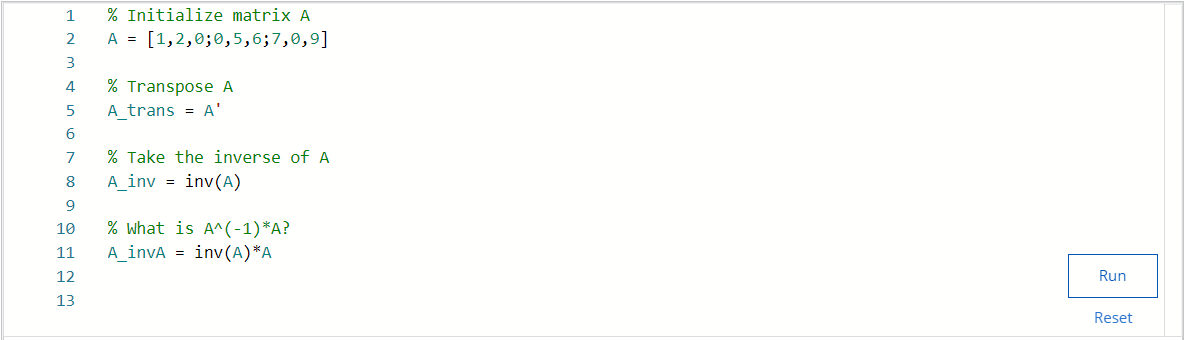 1 % Initialize matrix A
2 A = [1,2,0;0,5,6;7,0,9]
3
4 % Transpose A
5 A_trans = A'
6
7 % Take the inverse of A
8 A_inv = inv(A)
9
10 % What is A^(-1)*A?
11 A_invA = inv(A)*A
12
13
Run
Reset